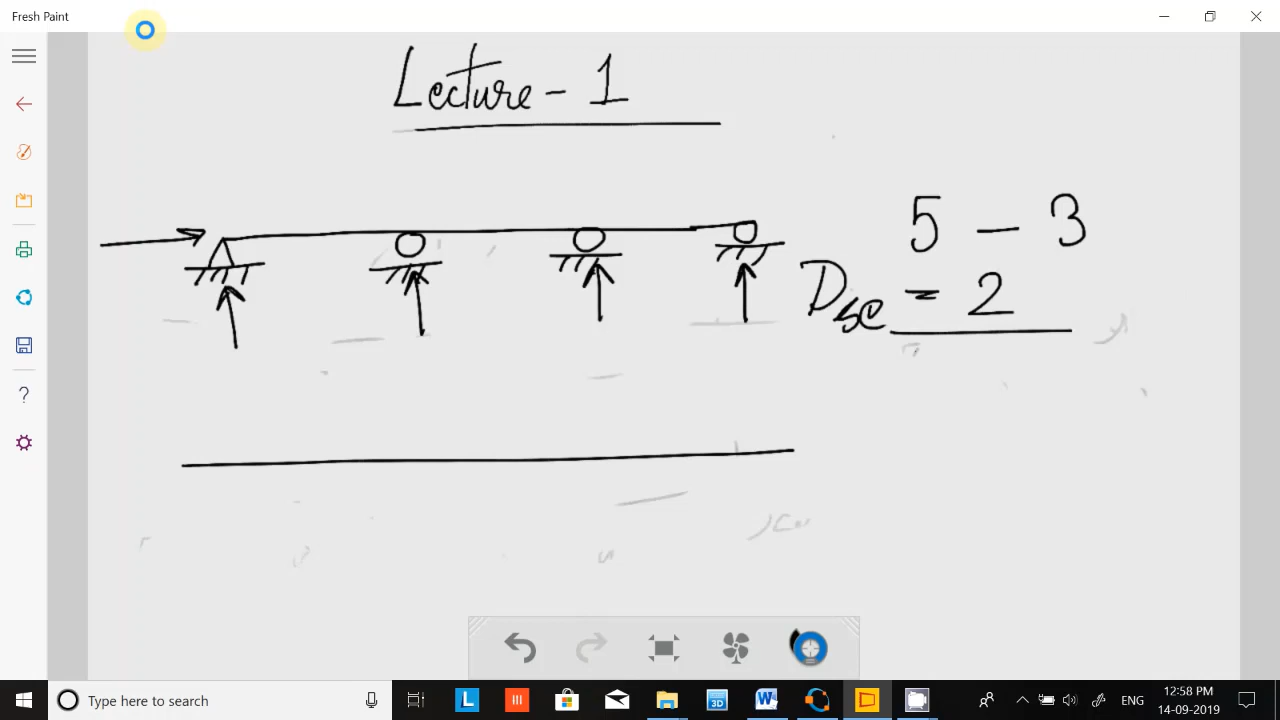 Fresh Paint
Lecture - 1
5 - 3
Dse = 2
?
Type here to search
L
3D
W
ENG
12:58 PM
14-09-2019